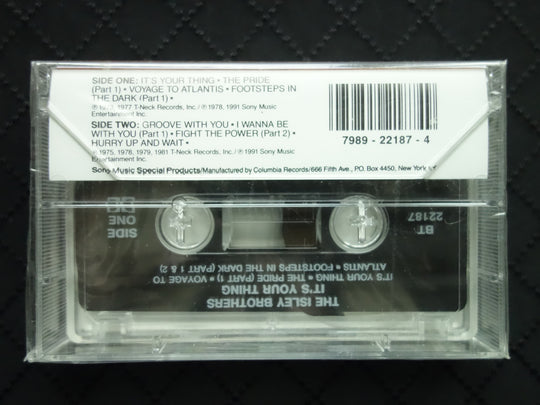 SIDE ONE: IT'S YOUR THING • THE PRIDE
(Part 1) • VOYAGE TO ATLANTIS • FOOTSTEPS IN
THE DARK (Part 1) •
1977 T-Neck Records, Inc./℗1978, 1991 Sony Music
Entertainment Inc.
SIDE TWO: GROOVE WITH YOU • I WANNA BE
WITH YOU (Part 1) • FIGHT THE POWER (Part 2) •
HURRY UP AND WAIT •
℗1975, 1978, 1979, 1981 T-Neck Records, Inc./℗1991 Sony Music
Entertainment Inc.
Sony Music Special Products/Manufactured by Columbia Records/666 Fifth Ave., P.O. Box 4450, New York
7989 - 22187 - 4
THE ISLEY BROTHERS
IT'S YOUR THING
IT'S YOUR THING • THE PRIDE (PART 1) • VOYAGE TO
ATLANTIS • FOOTSTEPS IN THE DARK (PART 1 & 2)
BT
22187
SIDE
ONE